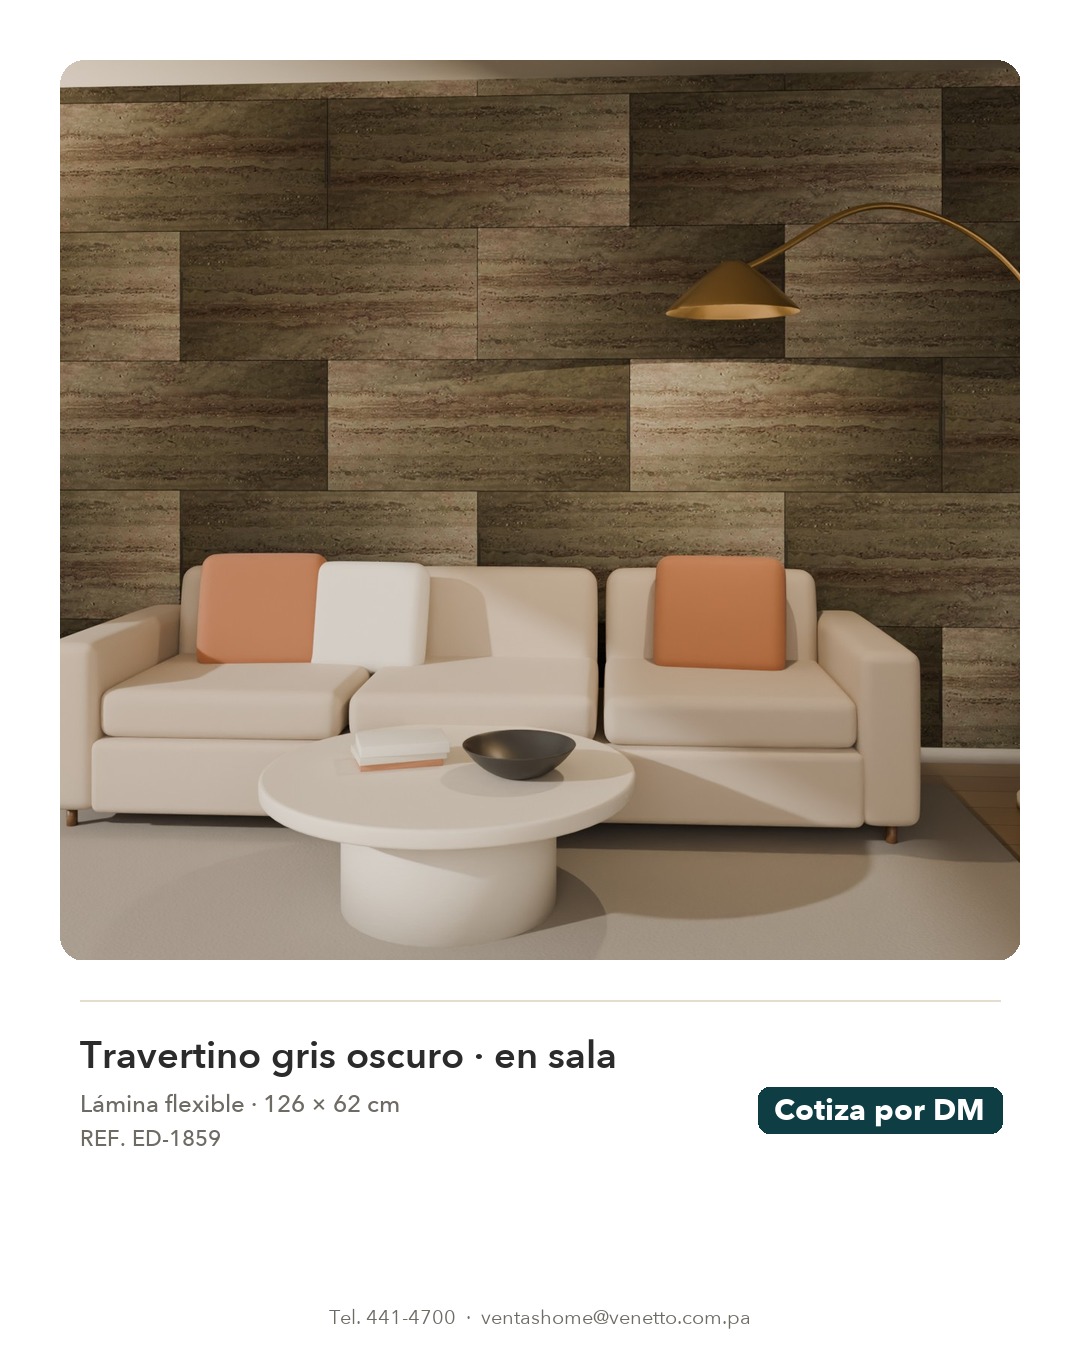 Travertino gris oscuro · en sala
Lámina flexible · 126 × 62 cm
Cotiza por DM
REF. ED-1859
Tel. 441-4700 · ventashome@venetto.com.pa